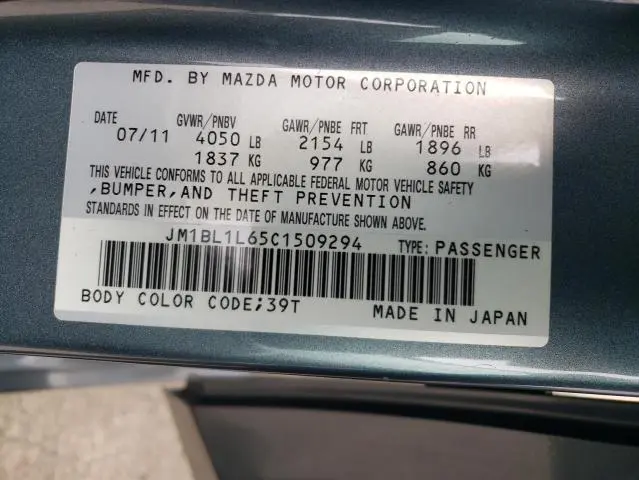 MFD. BY MAZDA MOTOR CORPORATION
DATE GVWR/PNBV GAWR/PNBE FRT GAWR/PNBE RR
07/11 4050 LB 2154 LB 1896 LB
1837 KG 977 KG 860 KG
THIS VEHICLE CONFORMS TO ALL APPLICABLE FEDERAL MOTOR VEHICLE SAFETY
,BUMPER,AND THEFT PREVENTION
STANDARDS IN EFFECT ON THE DATE OF MANUFACTURE SHOWN ABOVE.
JM1BL1L65C1509294 TYPE: PASSENGER
BODY COLOR CODE;39T MADE IN JAPAN